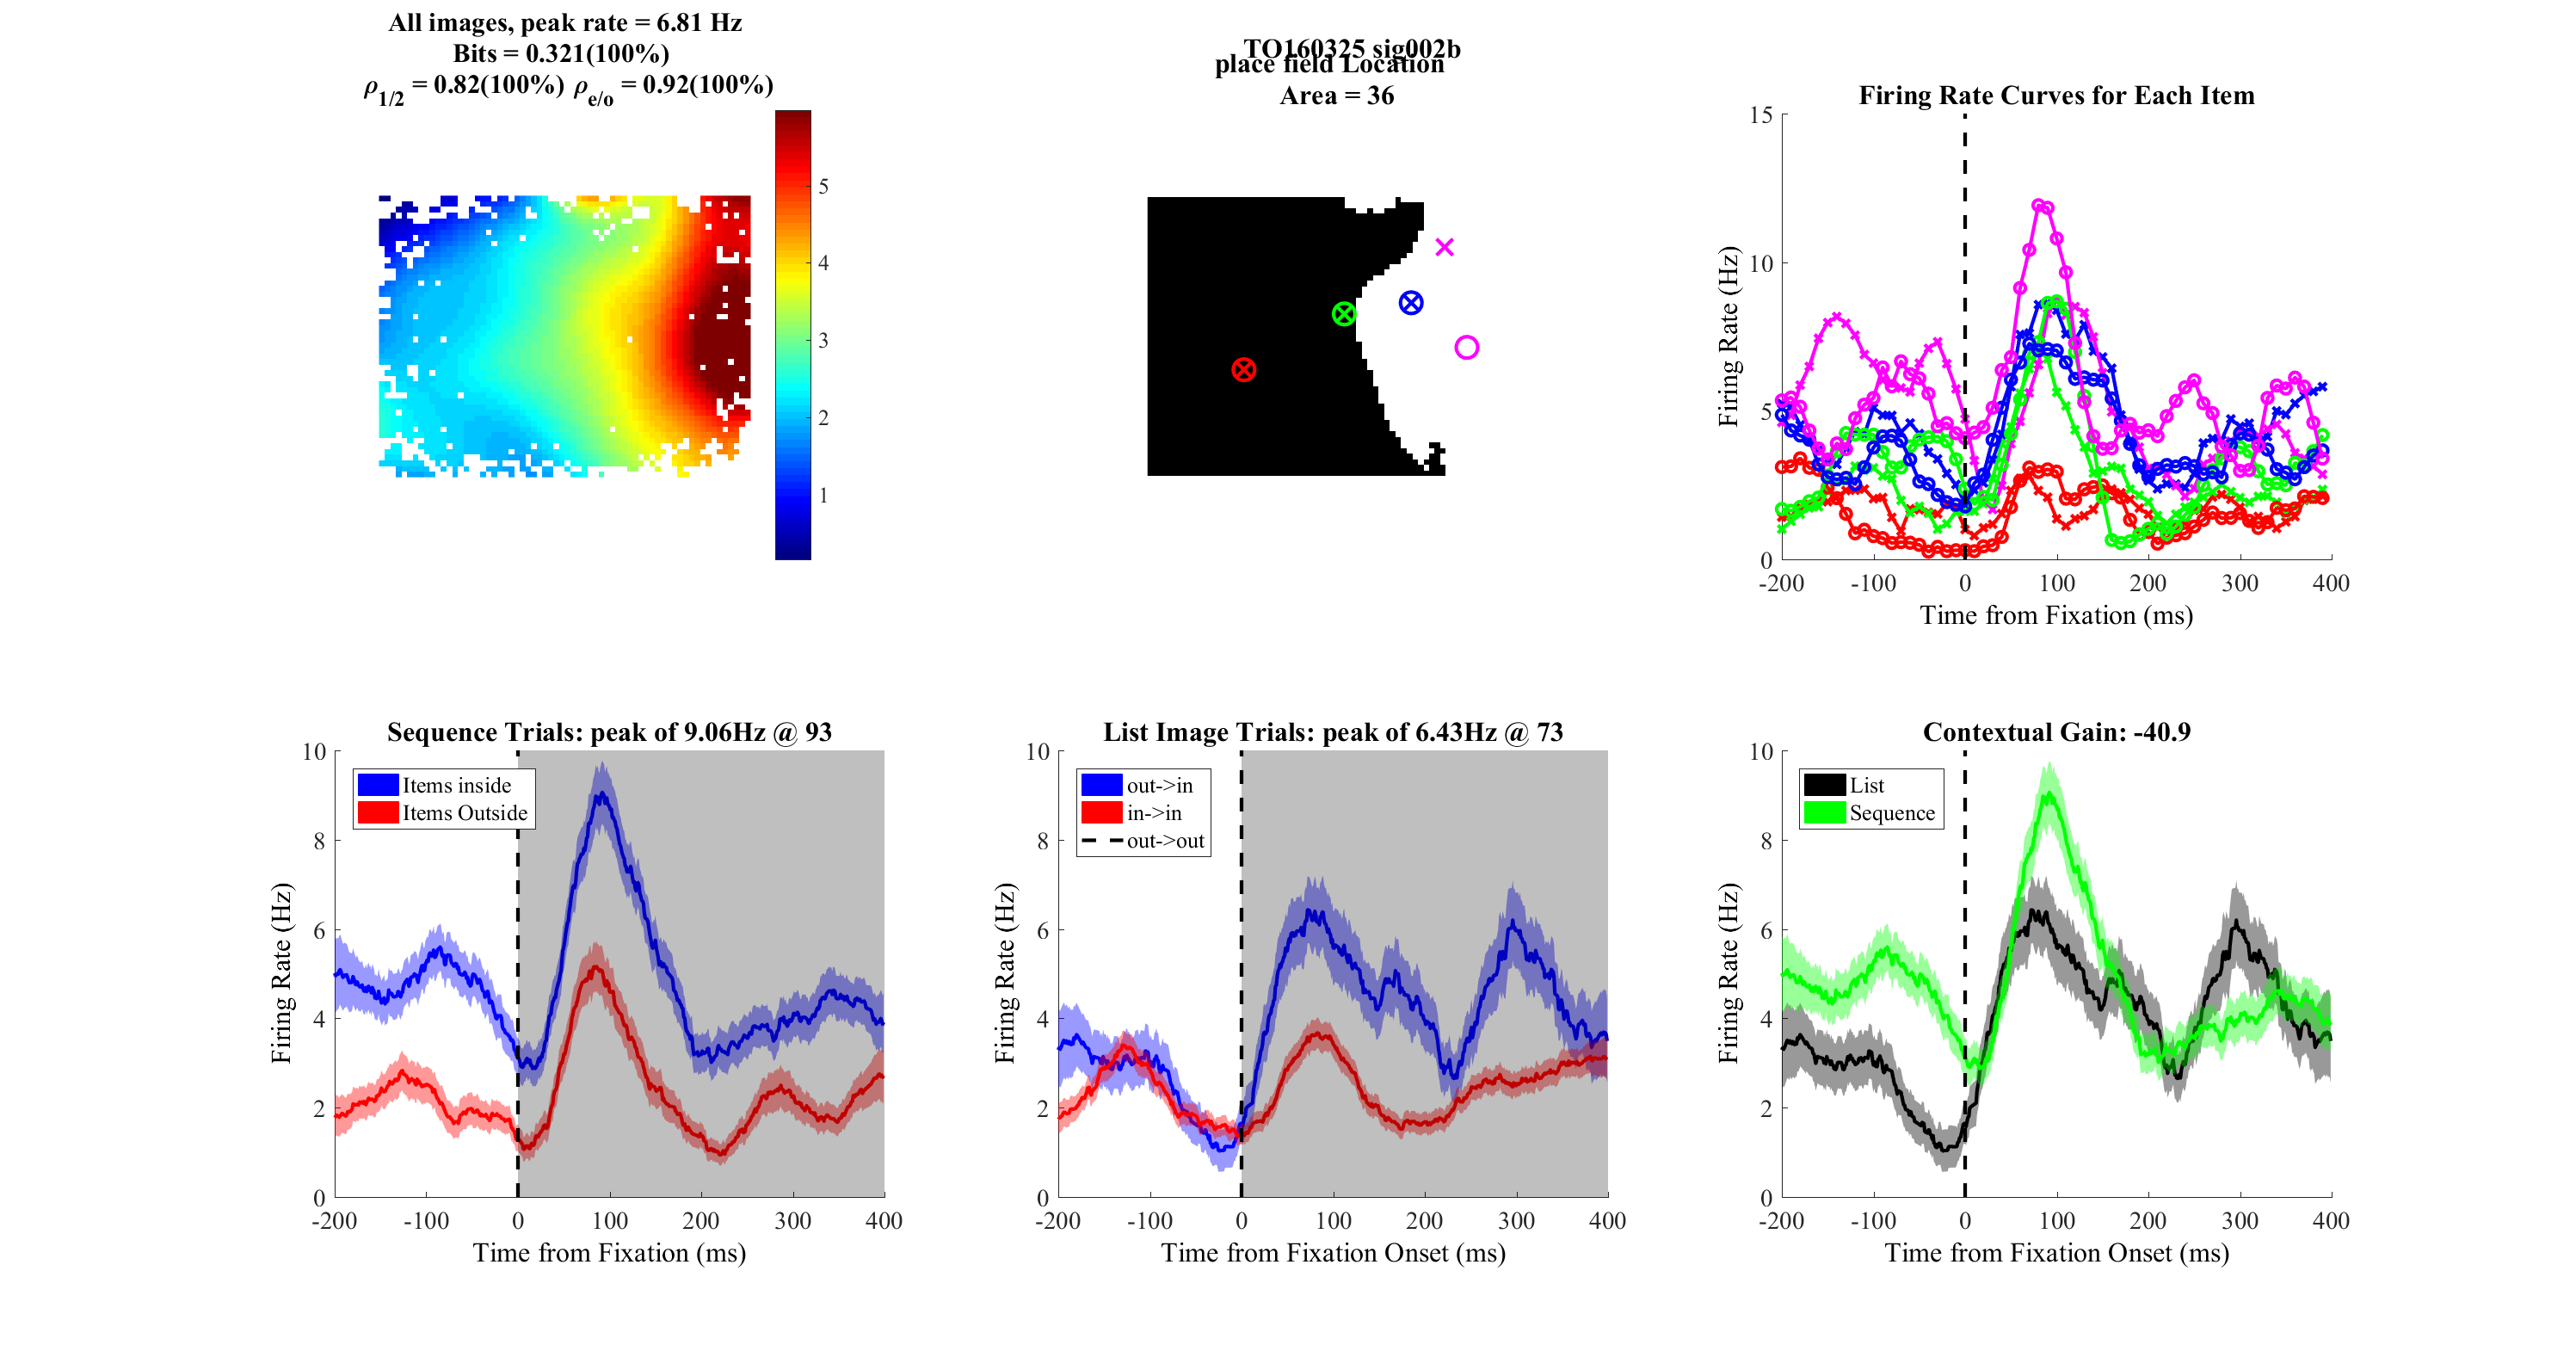 All images, peak rate = 6.81 Hz
Bits = 0.321(100%)
ρ1/2 = 0.82(100%) ρe/o = 0.92(100%)
5
4
3
2
1
TO160325 sig002b
place field Location
Area = 36
Firing Rate Curves for Each Item
15
10
5
0
Firing Rate (Hz)
-200 -100 0 100 200 300 400
Time from Fixation (ms)
Sequence Trials: peak of 9.06Hz @ 93
Items inside
Items Outside
10
8
6
4
2
0
Firing Rate (Hz)
-200 -100 0 100 200 300 400
Time from Fixation (ms)
List Image Trials: peak of 6.43Hz @ 73
out->in
in->in
out->out
10
8
6
4
2
0
Firing Rate (Hz)
-200 -100 0 100 200 300 400
Time from Fixation Onset (ms)
Contextual Gain: -40.9
List
Sequence
10
8
6
4
2
0
Firing Rate (Hz)
-200 -100 0 100 200 300 400
Time from Fixation Onset (ms)